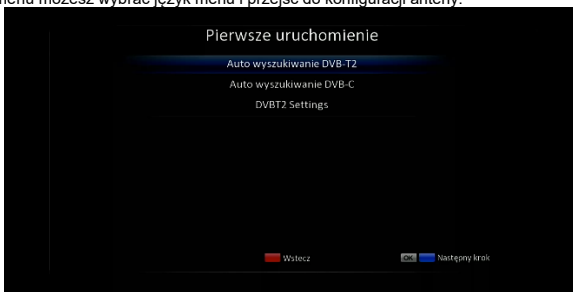 menu możesz wybrać język menu i przejść do konfiguracji anteny.
Pierwsze uruchomienie
Auto wyszukiwanie DVB-T2
Auto wyszukiwanie DVB-C
DVBT2 Settings
Wstecz
OK Następny krok